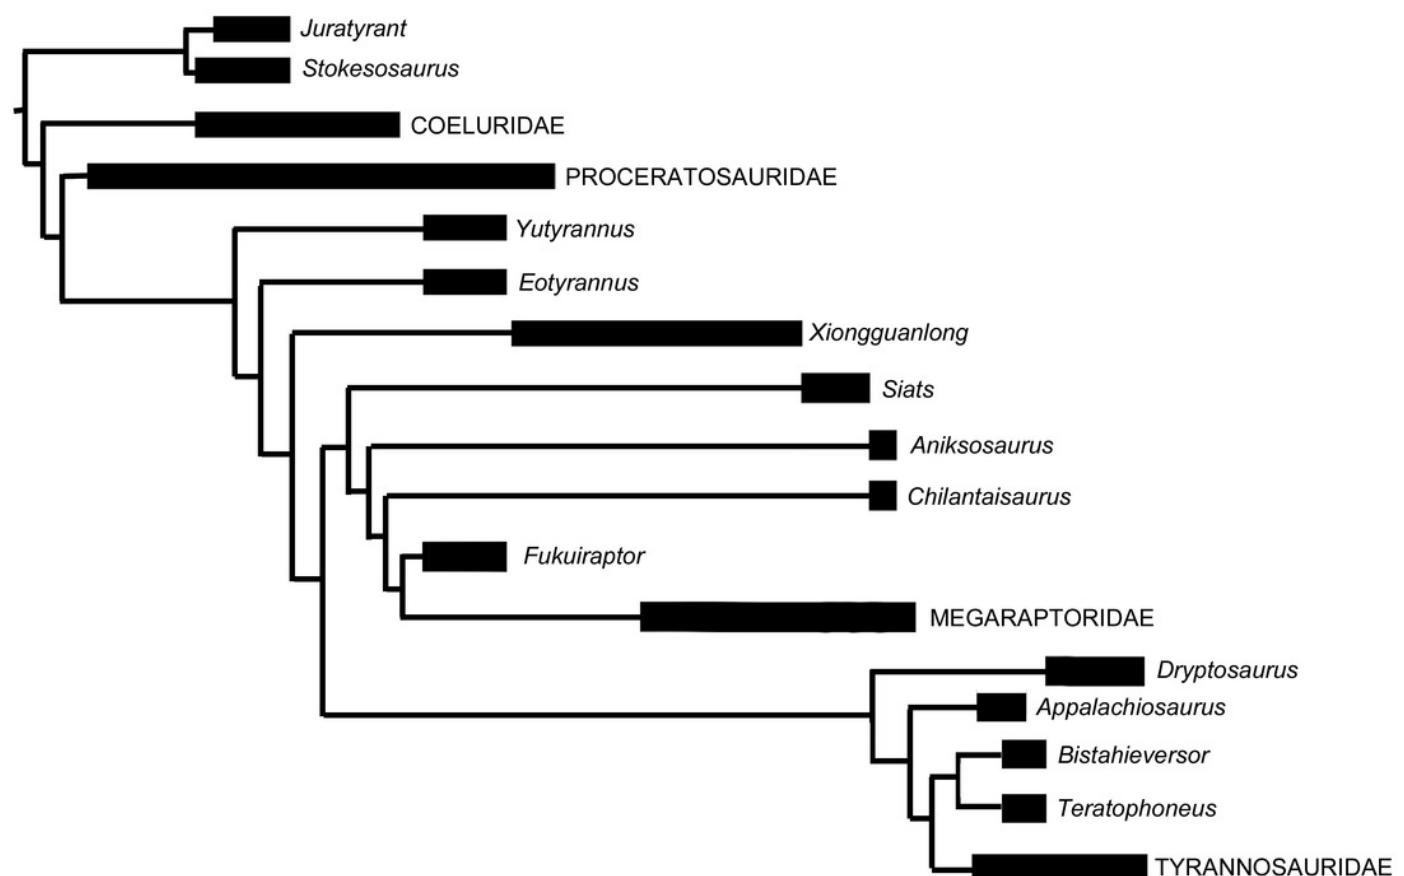 Juratyrant
Stokesosaurus
COELURIDAE
PROCERATOSAURIDAE
Yutyrannus
Eotyrannus
Xiongguanlong
Siats
Aniksosaurus
Chilantaisaurus
Fukuiraptor
MEGARAPTORIDAE
Dryptosaurus
Appalachiosaurus
Bistahieversor
Teratophoneus
TYRANNOSAURIDAE